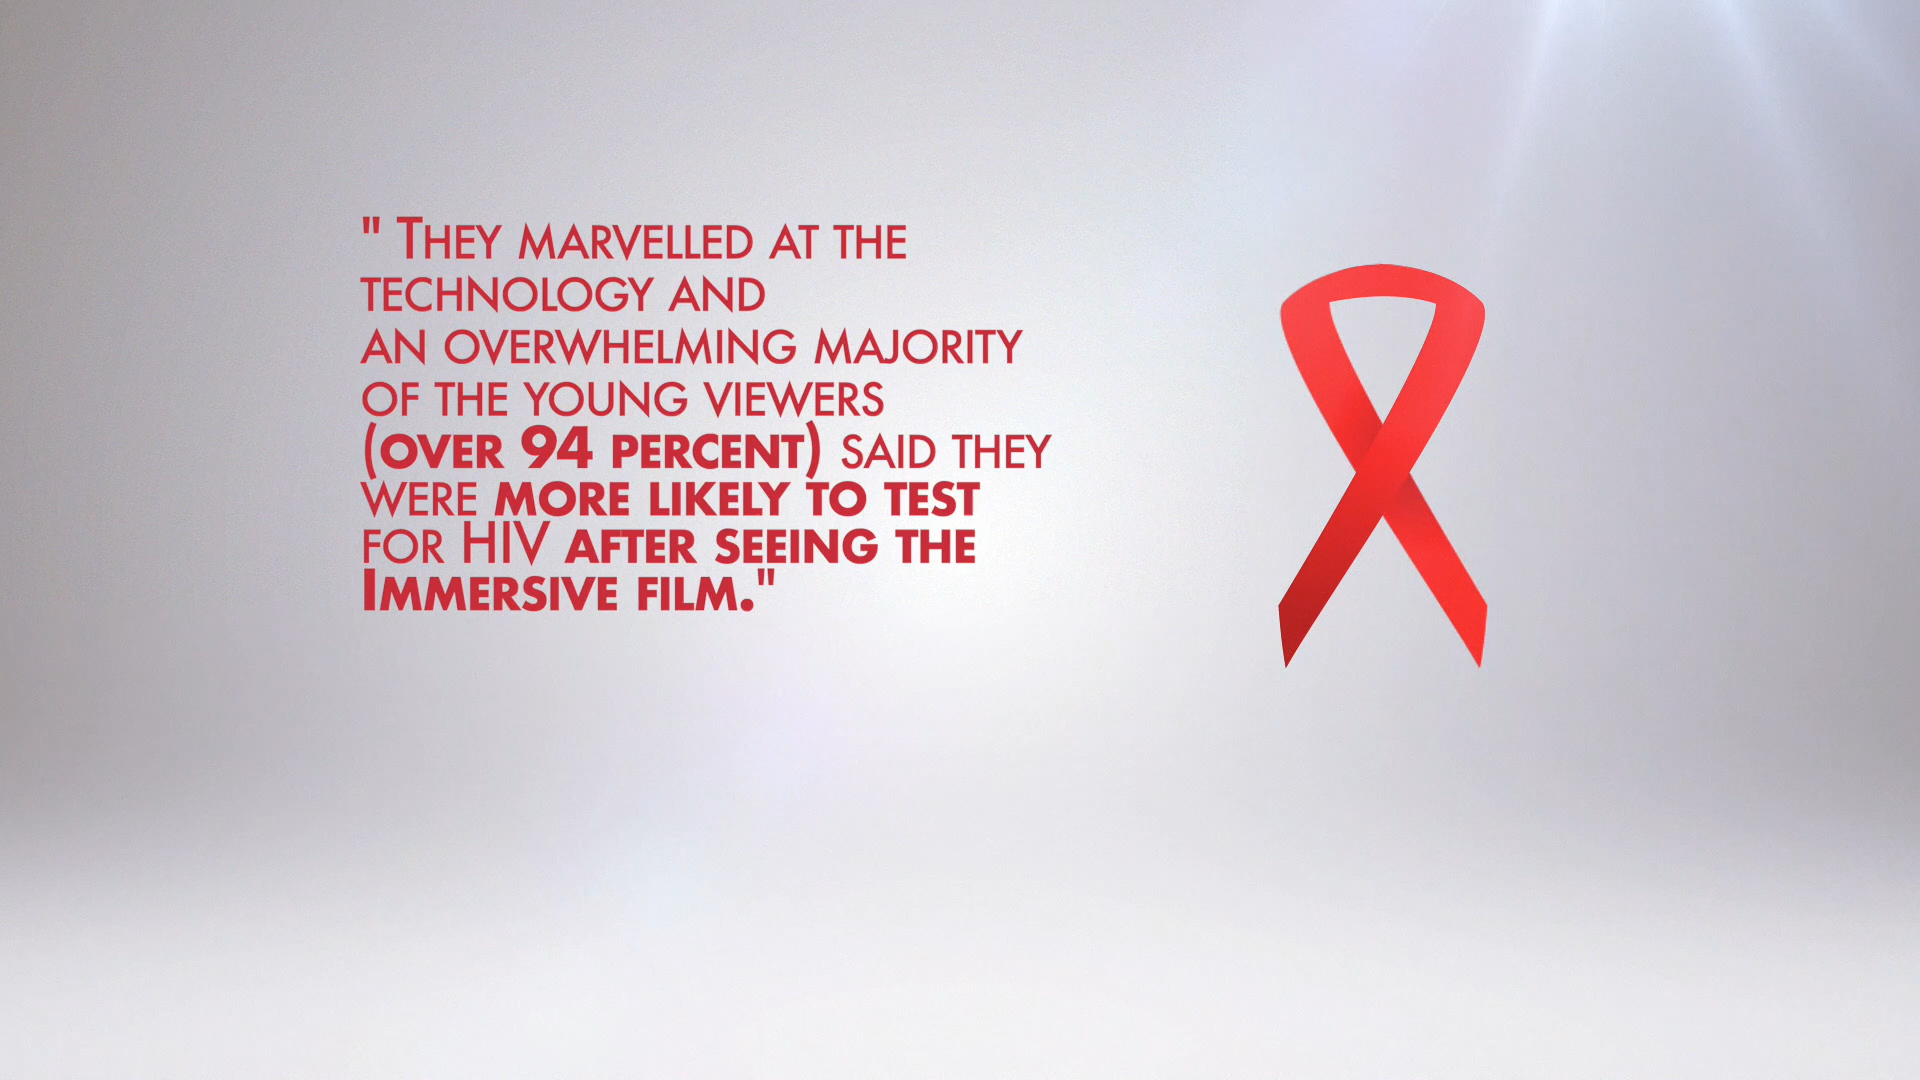 " They marvelled at the
technology and
an overwhelming majority
of the young viewers
(over 94 percent) said they
were more likely to test
for HIV after seeing the
Immersive film."